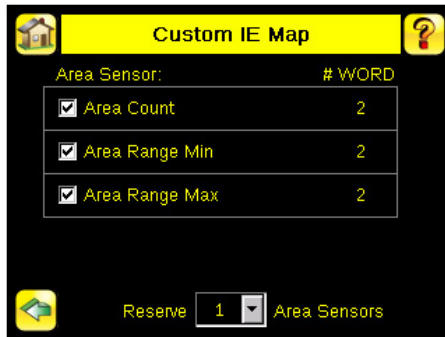 Custom IE Map
?
Area Sensor: # WORD
Area Count 2
Area Range Min 2
Area Range Max 2
Reserve 1 Area Sensors